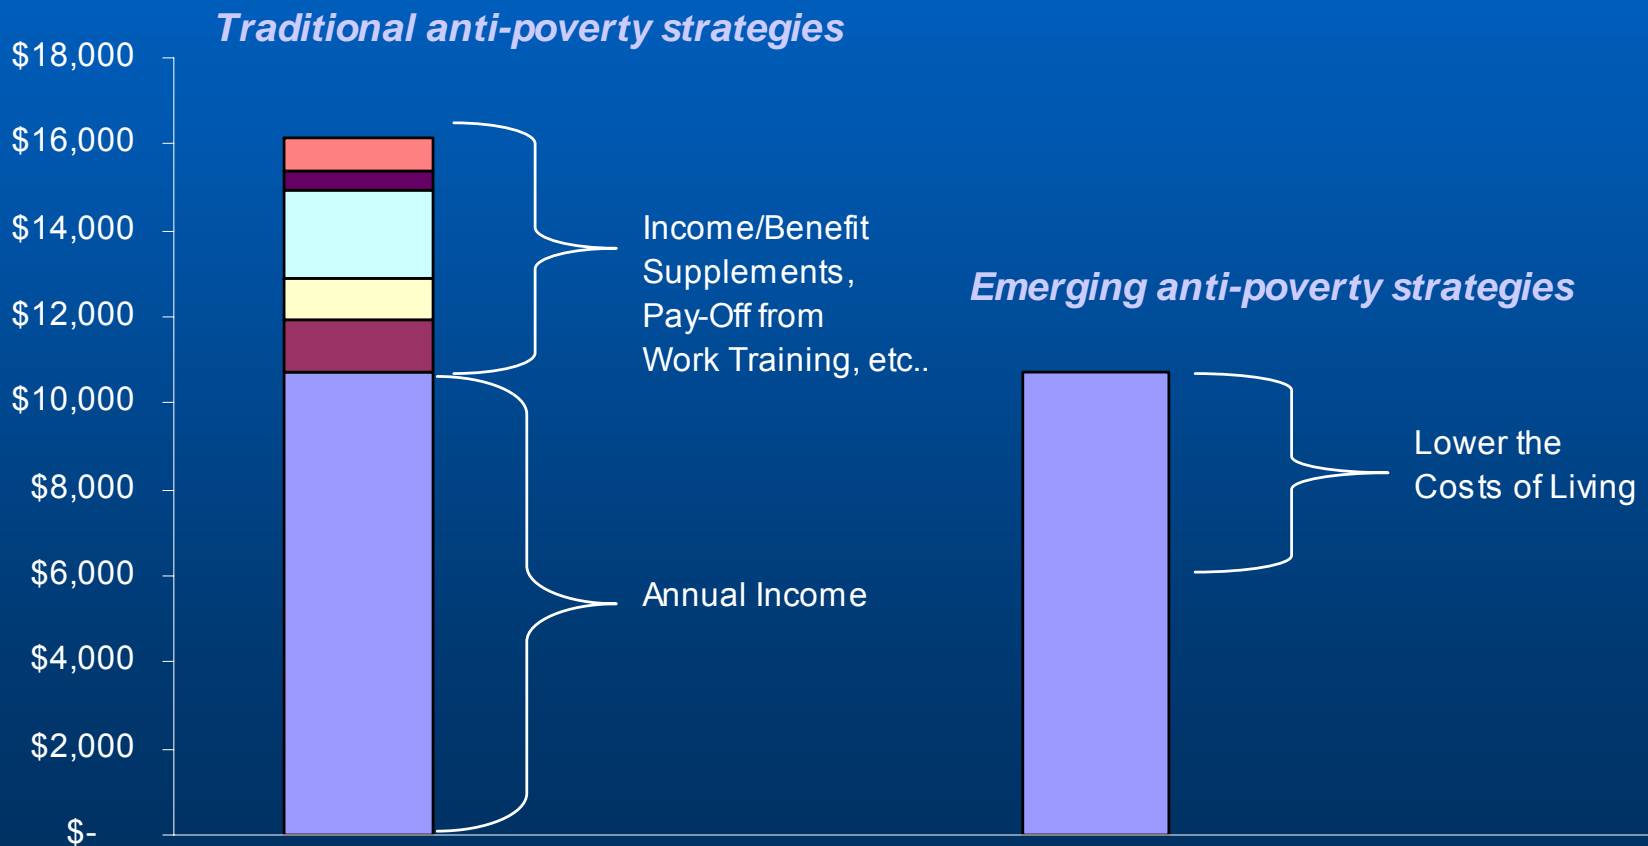 Traditional anti-poverty strategies
$18,000
$16,000
$14,000
$12,000
$10,000
$8,000
$6,000
$4,000
$2,000
$-
Income/Benefit
Supplements,
Pay-Off from
Work Training, etc..
Annual Income
Emerging anti-poverty strategies
Lower the
Costs of Living